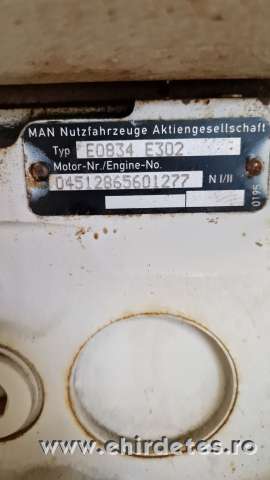 MAN Nutzfahrzeuge Aktiengesellschaft
Typ E0834 E302
Motor-Nr./Engine-No.
04512865601277 N I/II
0195
www.ehirdetes.ro